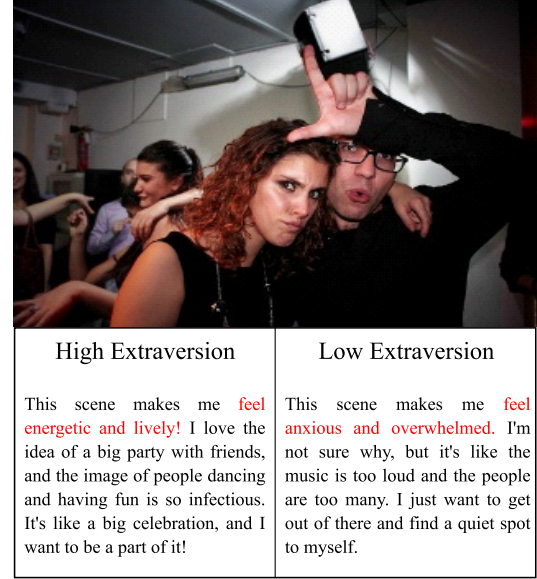 High Extraversion
This scene makes me feel
energetic and lively! I love the
idea of a big party with friends,
and the image of people dancing
and having fun is so infectious.
It's like a big celebration, and I
want to be a part of it!
Low Extraversion
This scene makes me feel
anxious and overwhelmed. I'm
not sure why, but it's like the
music is too loud and the people
are too many. I just want to get
out of there and find a quiet spot
to myself.